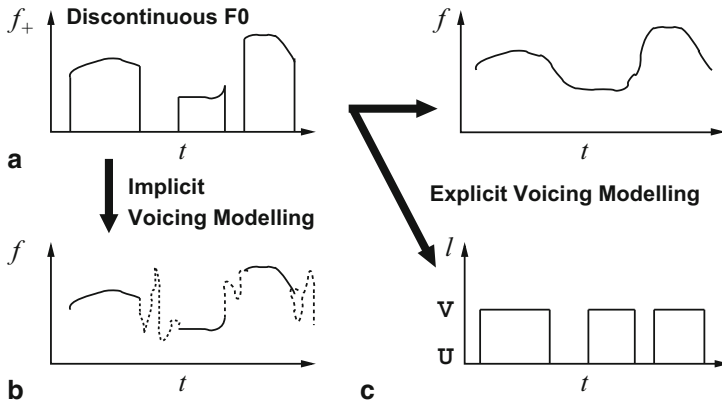 Discontinuous F0
f+
t
a
f
t
Implicit
Voicing Modelling
Explicit Voicing Modelling
f
t
b
l
V
U
t
c